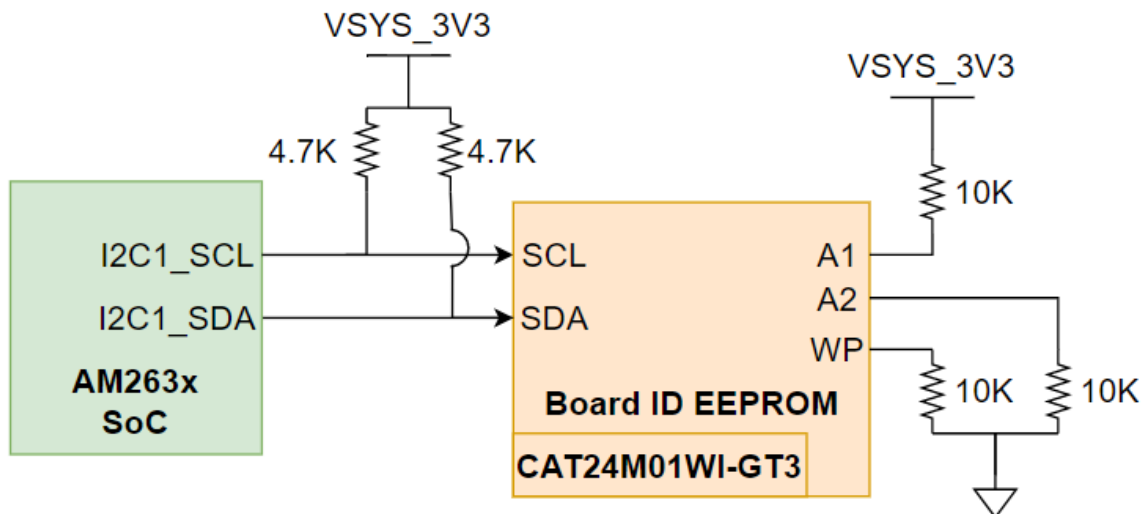 VSYS_3V3
VSYS_3V3
4.7K
4.7K
10K
I2C1_SCL
SCL
A1
A2
I2C1_SDA
SDA
WP
AM263x
SoC
10K
10K
Board ID EEPROM
CAT24M01WI-GT3